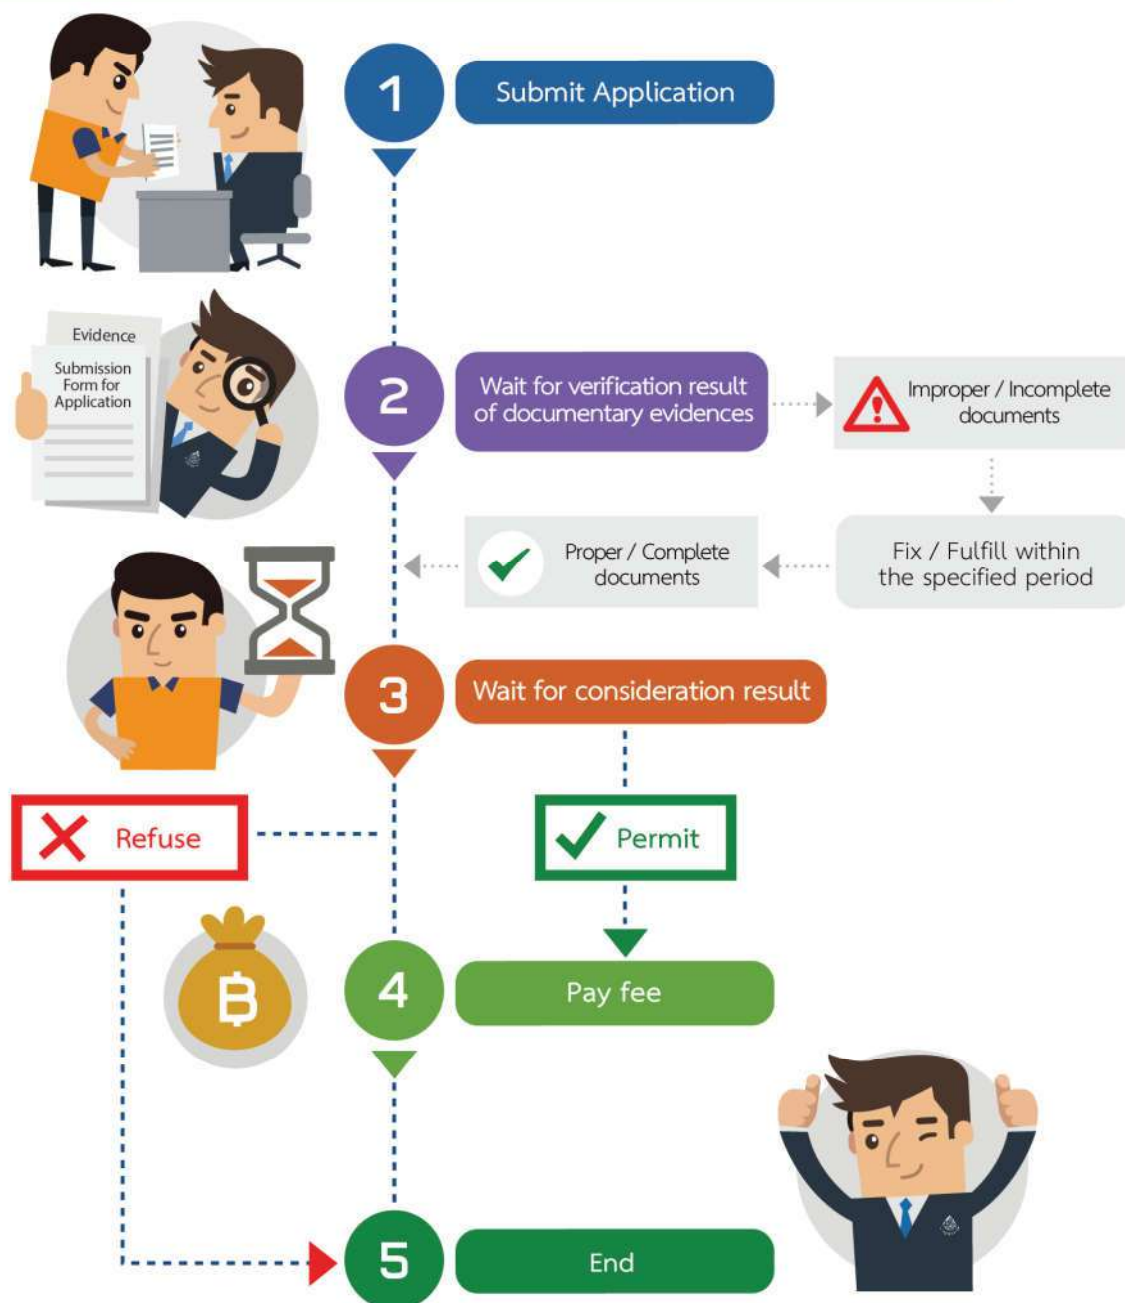 1
Submit Application
Evidence
Submission
Form for
Application
2
Wait for verification result
of documentary evidences
Improper / Incomplete
documents
Fix / Fulfill within
the specified period
Proper / Complete
documents
3
Wait for consideration result
Refuse
Permit
฿
4
Pay fee
5
End